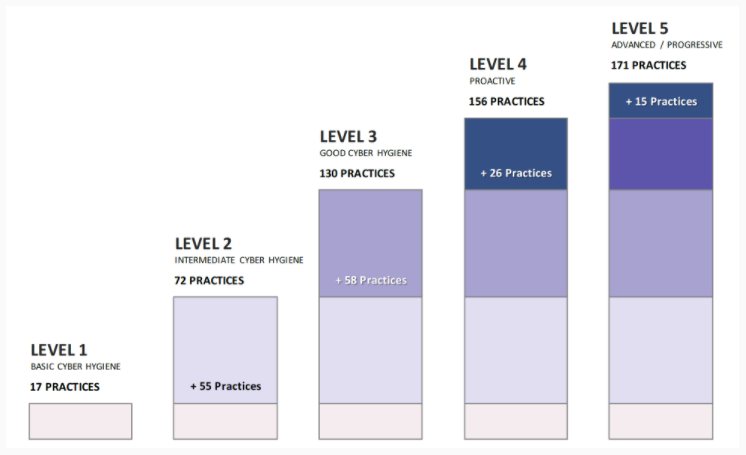 LEVEL 1
BASIC CYBER HYGIENE
17 PRACTICES
LEVEL 2
INTERMEDIATE CYBER HYGIENE
72 PRACTICES
+ 55 Practices
LEVEL 3
GOOD CYBER HYGIENE
130 PRACTICES
+ 58 Practices
LEVEL 4
PROACTIVE
156 PRACTICES
+ 26 Practices
LEVEL 5
ADVANCED / PROGRESSIVE
171 PRACTICES
+ 15 Practices